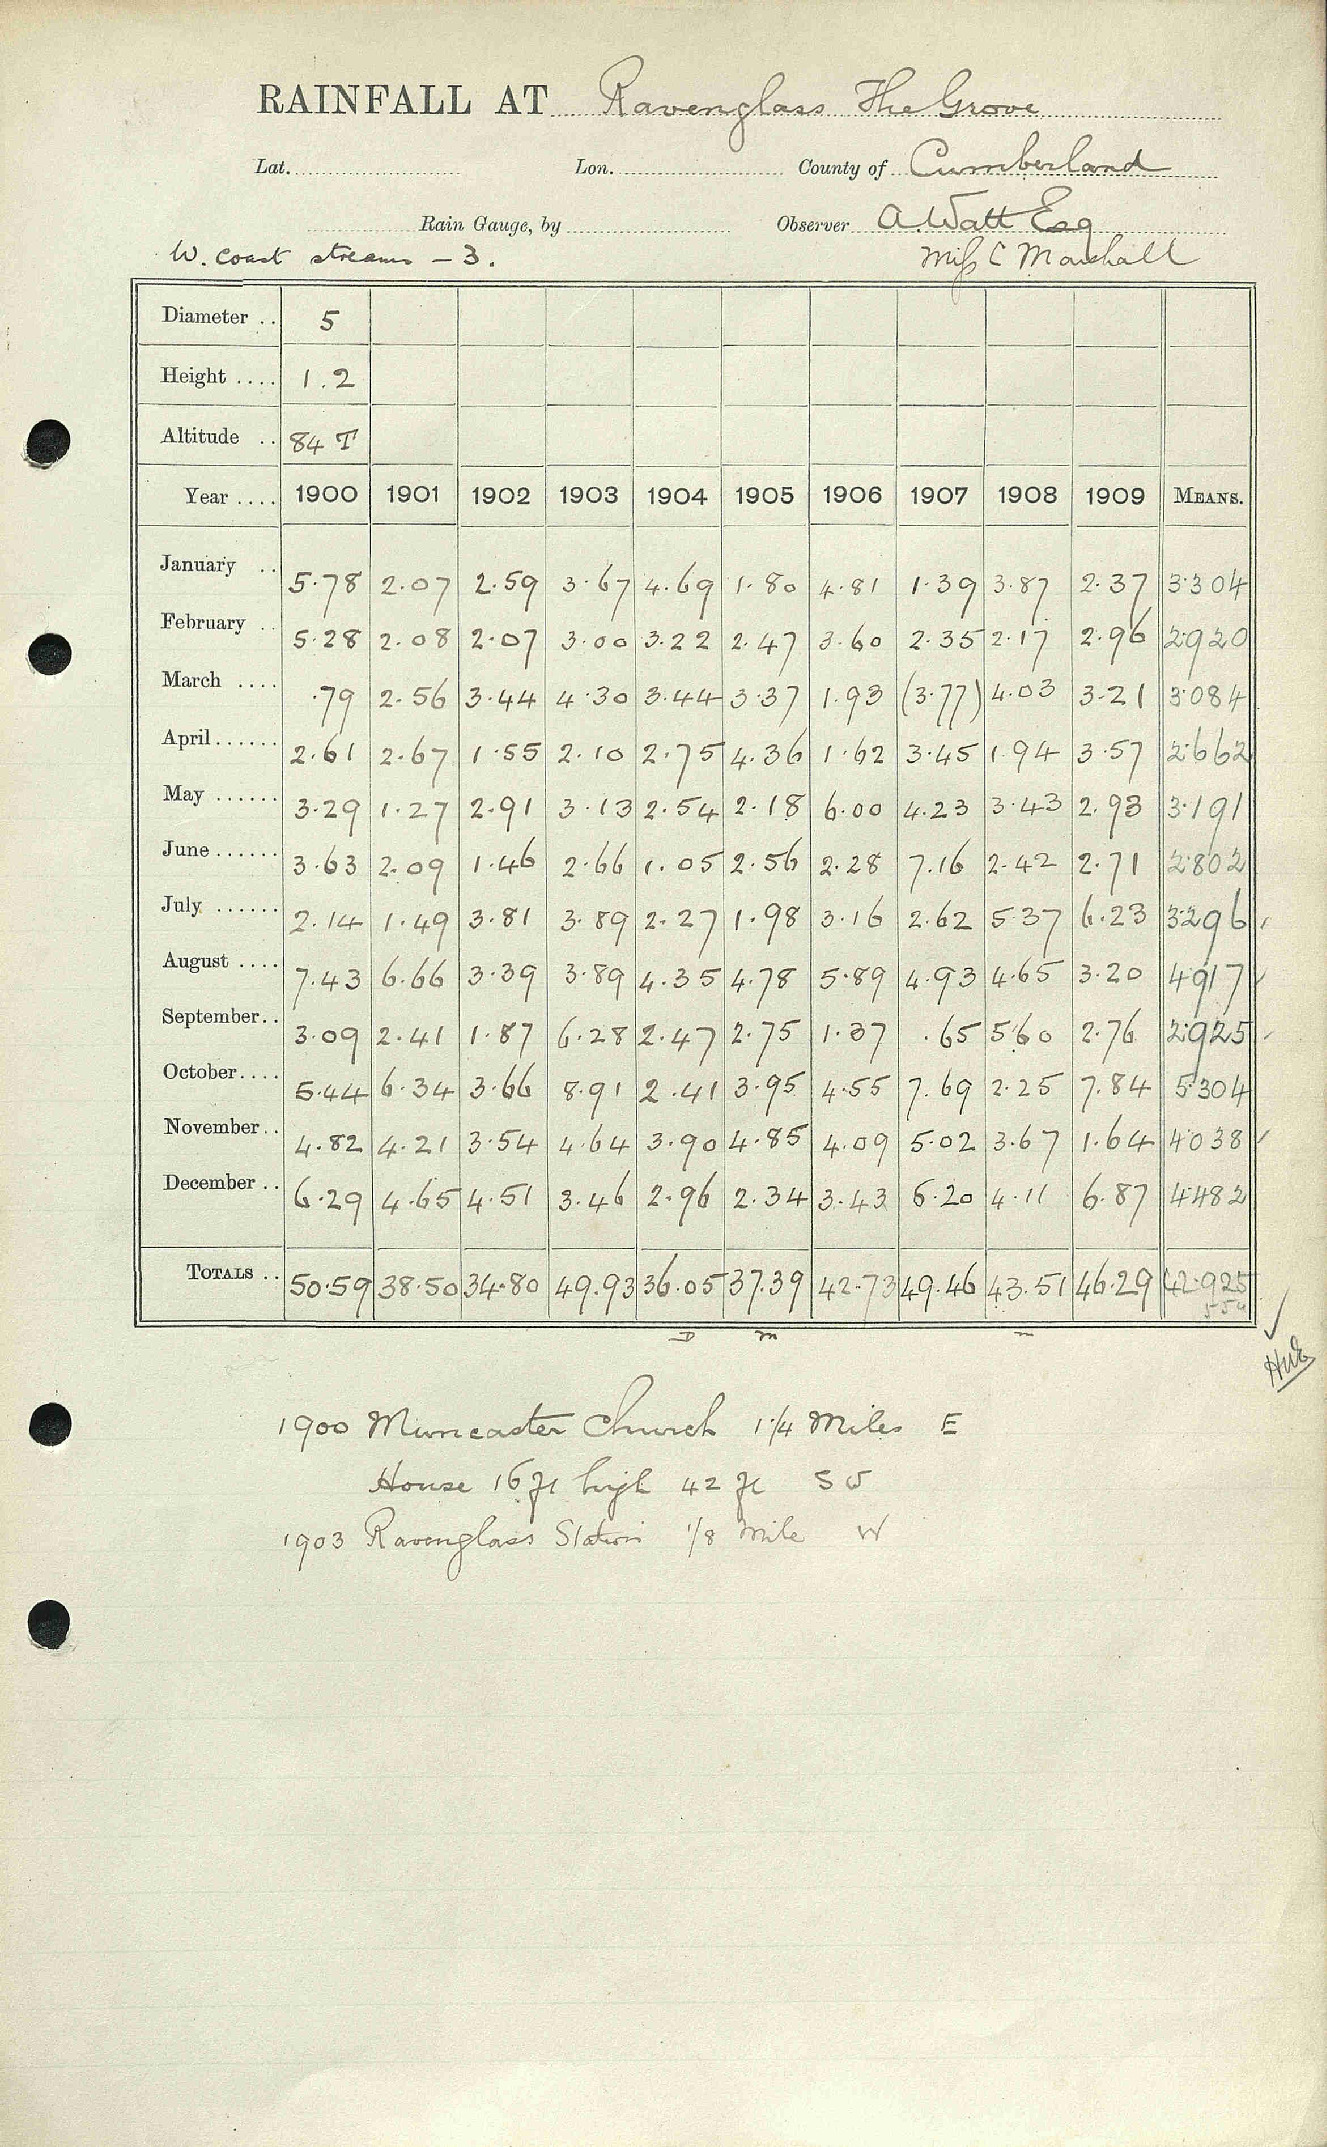 RAINFALL AT Ravenglass The Grove
Lat. Lon. County of Cumberland
Rain Gauge, by Observer A. Watt Esq
W. Coast streams - 3. Miss C Marshall
Diameter .. 5
Height .... 1.2
Altitude .. 84 T
Year .... 1900 1901 1902 1903 1904 1905 1906 1907 1908 1909 MEANS.
January .. 5.78 2.07 2.59 3.67 4.69 1.80 4.81 1.39 3.87 2.37 3.304
February .. 5.28 2.08 2.07 3.00 3.22 2.47 3.60 2.35 2.17 2.96 2.920
March .... .79 2.56 3.44 4.30 3.44 3.37 1.93 (3.77) 4.03 3.21 3.084
April ...... 2.61 2.67 1.55 2.10 2.75 4.36 1.62 3.45 1.94 3.57 2.662
May ...... 3.29 1.27 2.91 3.13 2.54 2.18 6.00 4.23 3.43 2.93 3.191
June ...... 3.63 2.09 1.46 2.66 1.05 2.56 2.28 7.16 2.42 2.71 2.802
July ...... 2.14 1.49 3.81 3.89 2.27 1.98 3.16 2.62 5.37 6.23 3.296
August .... 7.43 6.66 3.39 3.89 4.35 4.78 5.89 4.93 4.65 3.20 4.917
September .. 3.09 2.41 1.87 6.28 2.47 2.75 1.37 .65 5.60 2.76 2.925
October .... 5.44 6.34 3.66 8.91 2.41 3.95 4.55 7.69 2.25 7.84 5.304
November .. 4.82 4.21 3.54 4.64 3.90 4.85 4.09 5.02 3.67 1.64 4.038
December .. 6.29 4.65 4.51 3.46 2.96 2.34 3.43 6.20 4.11 6.87 4.482
TOTALS .. 50.59 38.50 34.80 49.93 36.05 37.39 42.73 49.46 43.51 46.29 42.925
D m m
1900 Muncaster Church 1 1/4 Miles E
House 16 ft high 42 ft SW
1903 Ravenglass Station 1/8 Mile W